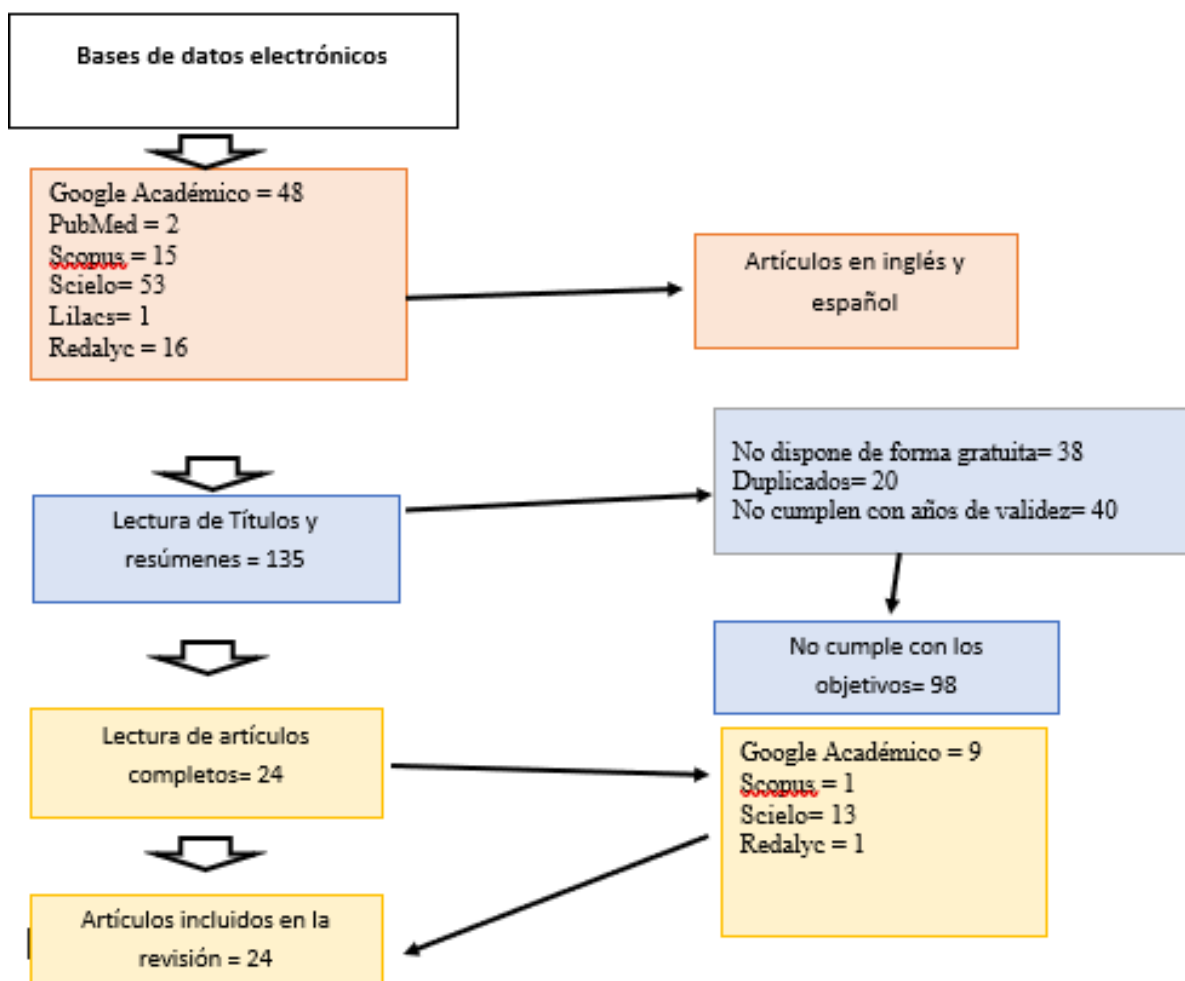 Bases de datos electrónicos
Google Académico = 48
PubMed = 2
Scopus = 15
Scielo= 53
Lilacs= 1
Redalyc = 16
Artículos en inglés y
español
Lectura de Títulos y
resúmenes = 135
No dispone de forma gratuita= 38
Duplicados= 20
No cumplen con años de validez= 40
No cumple con los
objetivos= 98
Lectura de artículos
completos= 24
Google Académico = 9
Scopus = 1
Scielo= 13
Redalyc = 1
Artículos incluidos en la
revisión = 24